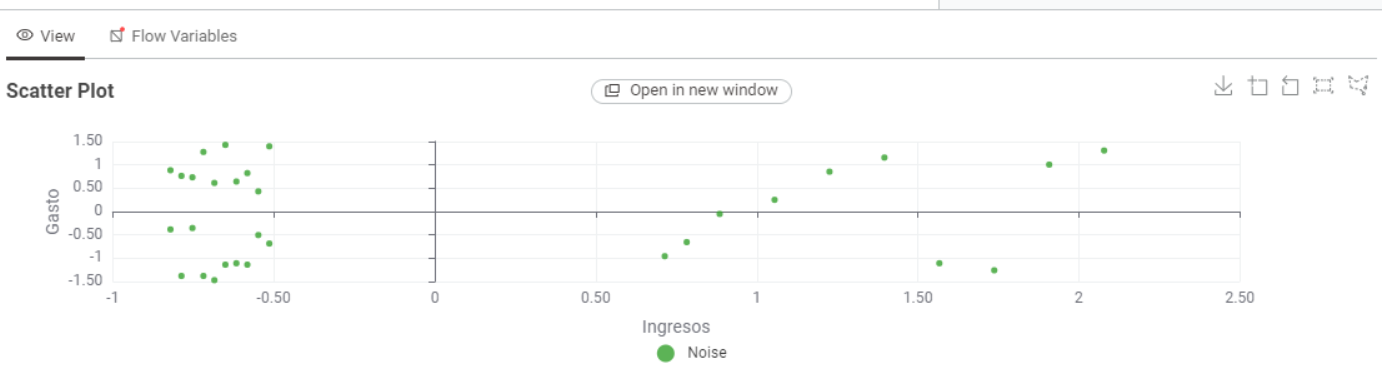 View Flow Variables
Scatter Plot Open in new window
1.50
1
0.50
0
-0.50
-1
-1.50
Gasto
-1 -0.50 0 0.50 1 1.50 2 2.50
Ingresos
Noise